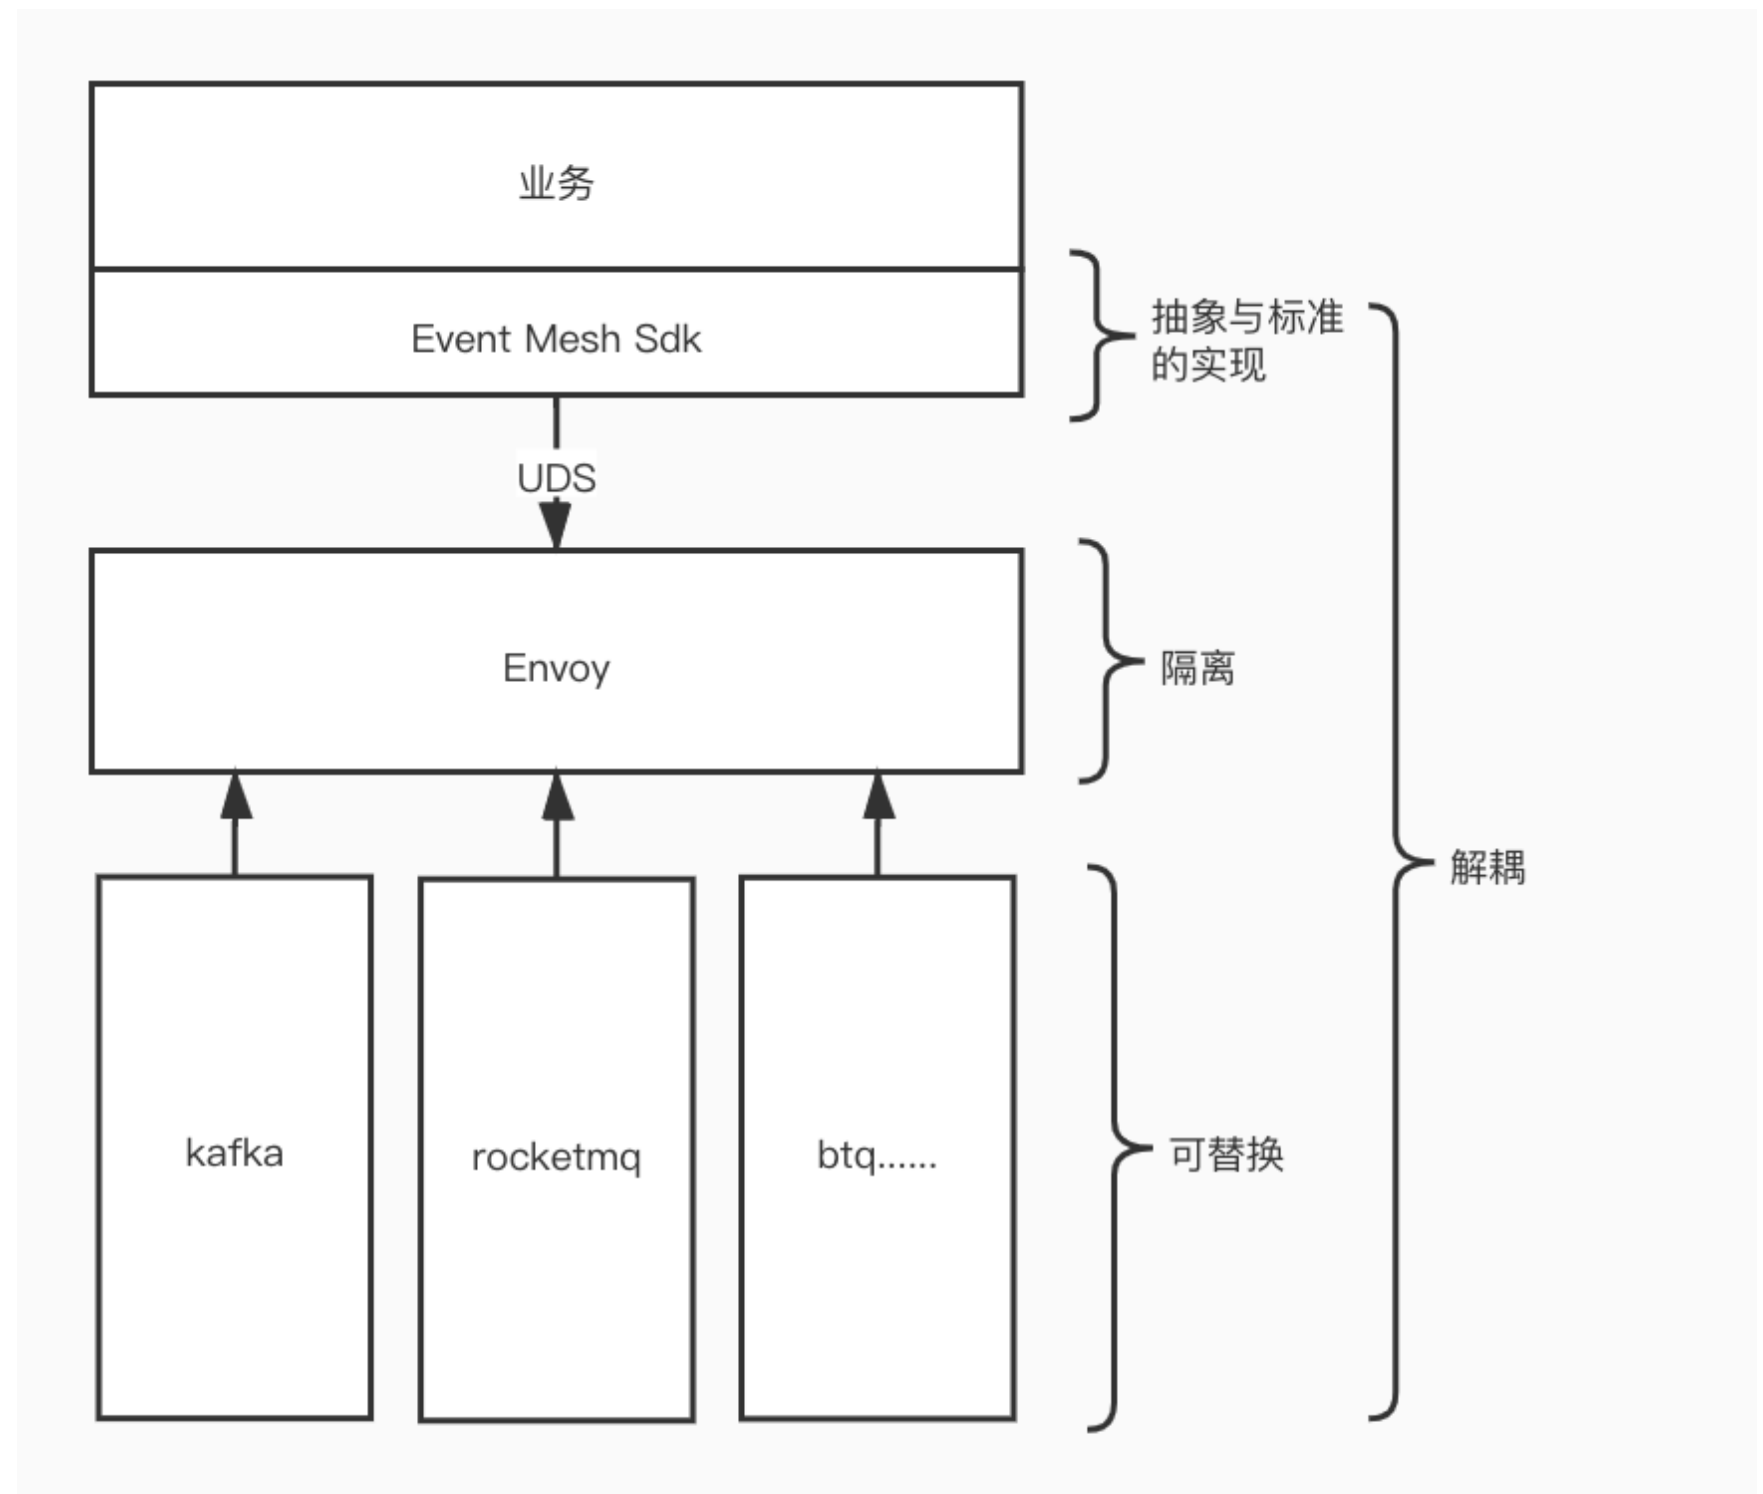 业务
Event Mesh Sdk
抽象与标准
的实现
UDS
Envoy
隔离
解耦
kafka
rocketmq
btq......
可替换